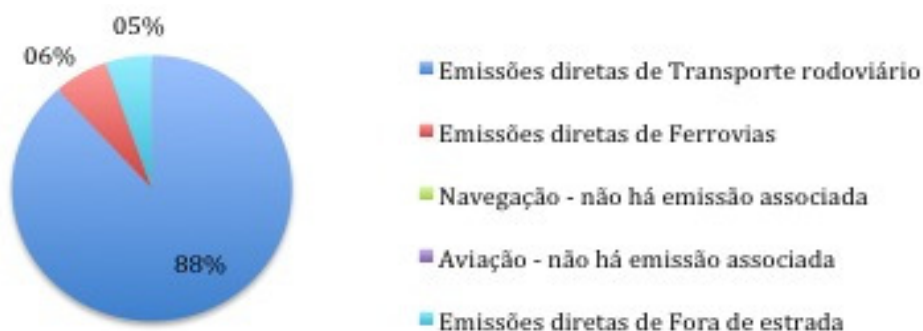 05%
06%
88%
Emissões diretas de Transporte rodoviário
Emissões diretas de Ferrovias
Navegação - não há emissão associada
Aviação - não há emissão associada
Emissões diretas de Fora de estrada